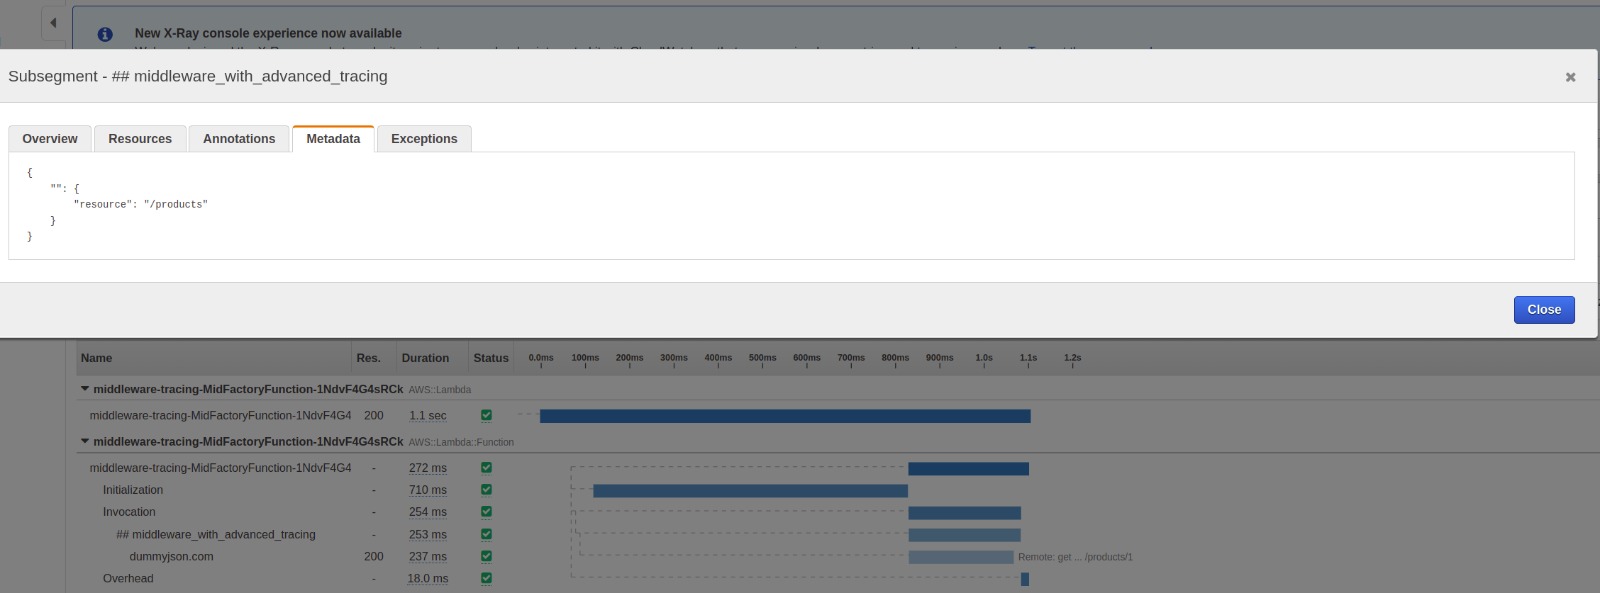 New X-Ray console experience now available
Subsegment - ## middleware_with_advanced_tracing
Overview Resources Annotations Metadata Exceptions
{
"": {
"resource": "/products"
}
}
Close
Name Res. Duration Status 0.0ms 100ms 200ms 300ms 400ms 500ms 600ms 700ms 800ms 900ms 1.0s 1.1s 1.2s
middleware-tracing-MidFactoryFunction-1NdvF4G4sRCk AWS::Lambda
middleware-tracing-MidFactoryFunction-1NdvF4G4 200 1.1 sec
middleware-tracing-MidFactoryFunction-1NdvF4G4sRCk AWS::Lambda::Function
middleware-tracing-MidFactoryFunction-1NdvF4G4 - 272 ms
Initialization - 710 ms
Invocation - 254 ms
## middleware_with_advanced_tracing - 253 ms
dummyjson.com 200 237 ms Remote: get ... /products/1
Overhead - 18.0 ms